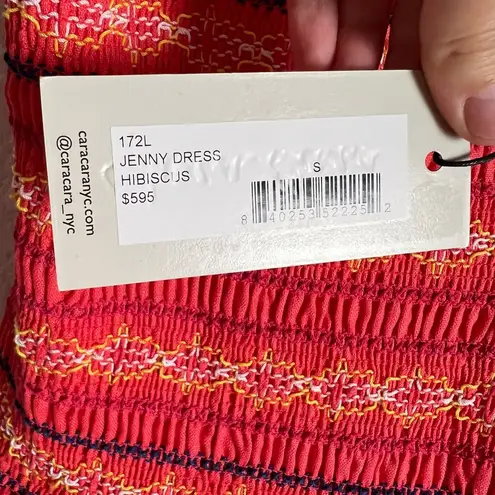 172L
JENNY DRESS
HIBISCUS
$595
S
8 40253 52225 2
caracaranyc.com
@caracara_nyc